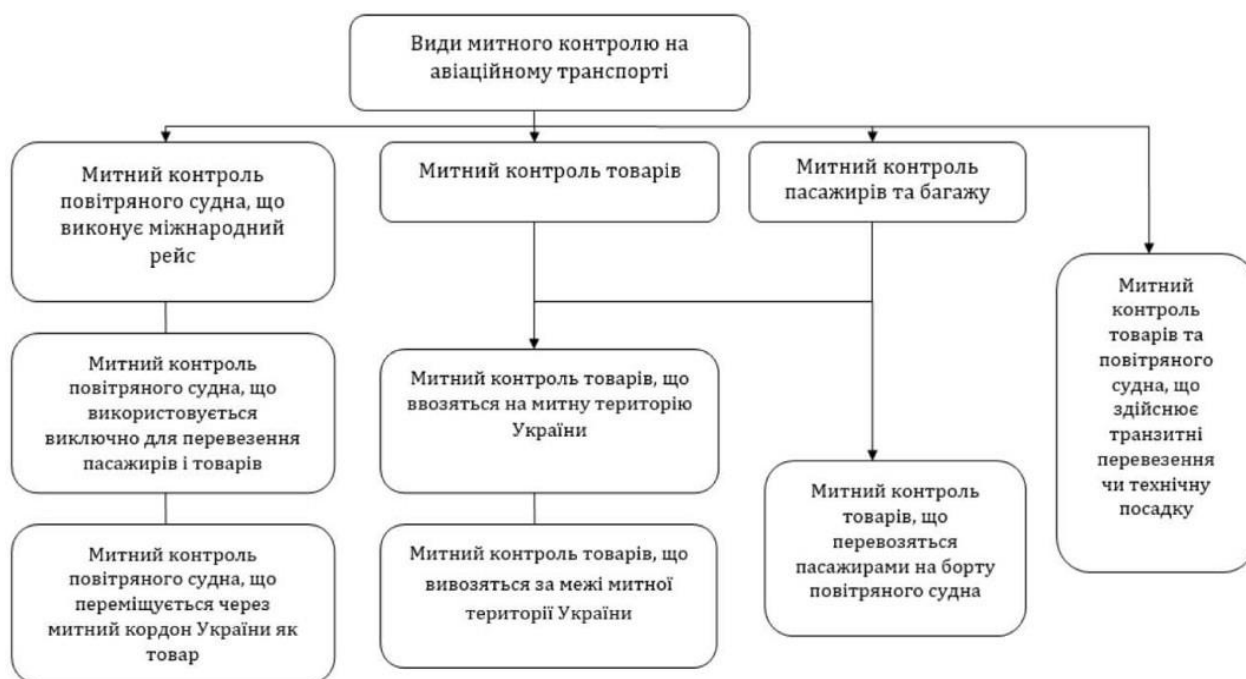 Види митного контролю на
авіаційному транспорті
Митний контроль
повітряного судна, що
виконує міжнародний
рейс
Митний контроль товарів
Митний контроль
пасажирів та багажу
Митний
контроль
товарів та
повітряного
судна, що
здійснює
транзитні
перевезення
чи технічну
посадку
Митний контроль
повітряного судна, що
використовується
виключно для перевезення
пасажирів і товарів
Митний контроль товарів, що
ввозяться на митну територію
України
Митний контроль
товарів, що
перевозяться
пасажирами на борту
повітряного судна
Митний контроль
повітряного судна, що
переміщується через
митний кордон України як
товар
Митний контроль товарів, що
вивозяться за межі митної
території України